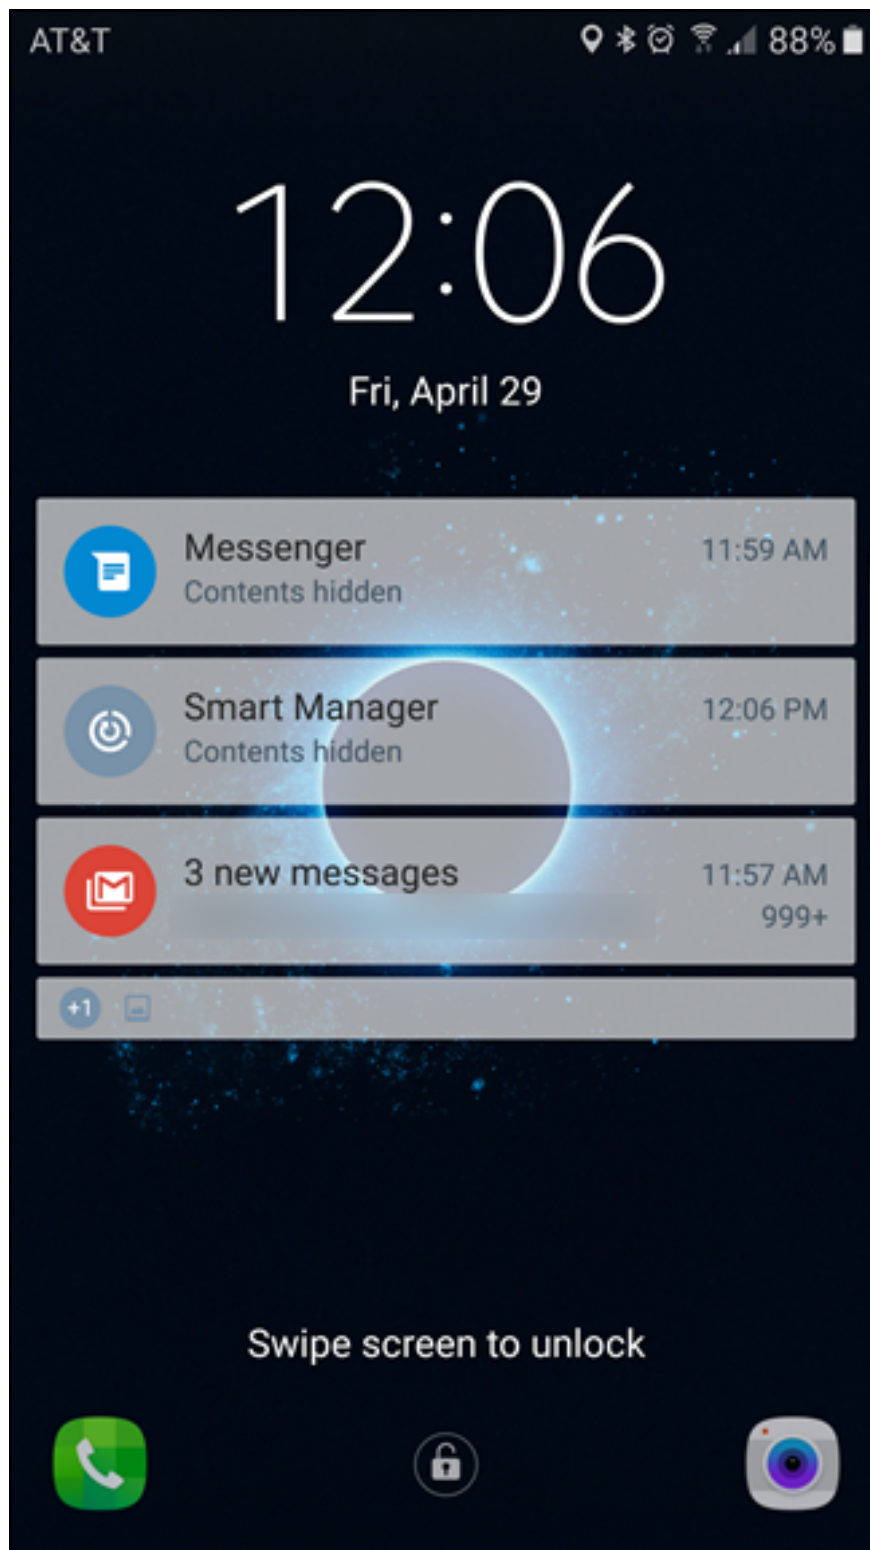 AT&T 88%
12:06
Fri, April 29
Messenger 11:59 AM
Contents hidden
Smart Manager 12:06 PM
Contents hidden
3 new messages 11:57 AM
999+
+1
Swipe screen to unlock